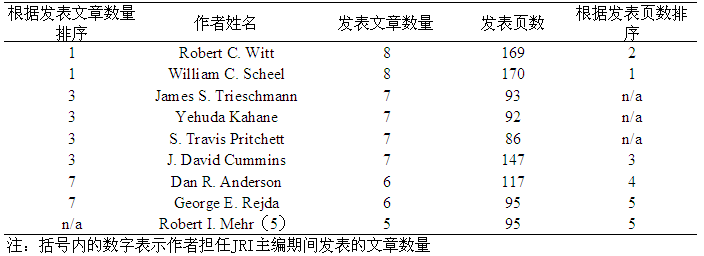 根据发表文章数量排序 作者姓名 发表文章数量 发表页数 根据发表页数排序
1 Robert C. Witt 8 169 2
1 William C. Scheel 8 170 1
3 James S. Trieschmann 7 93 n/a
3 Yehuda Kahane 7 92 n/a
3 S. Travis Pritchett 7 86 n/a
3 J. David Cummins 7 147 3
7 Dan R. Anderson 6 117 4
7 George E. Rejda 6 95 5
n/a Robert I. Mehr（5） 5 95 5
注：括号内的数字表示作者担任JRI主编期间发表的文章数量